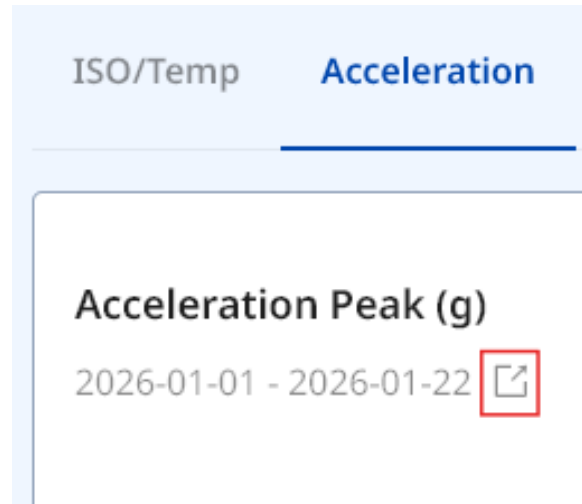 ISO/Temp Acceleration
Acceleration Peak (g)
2026-01-01 - 2026-01-22